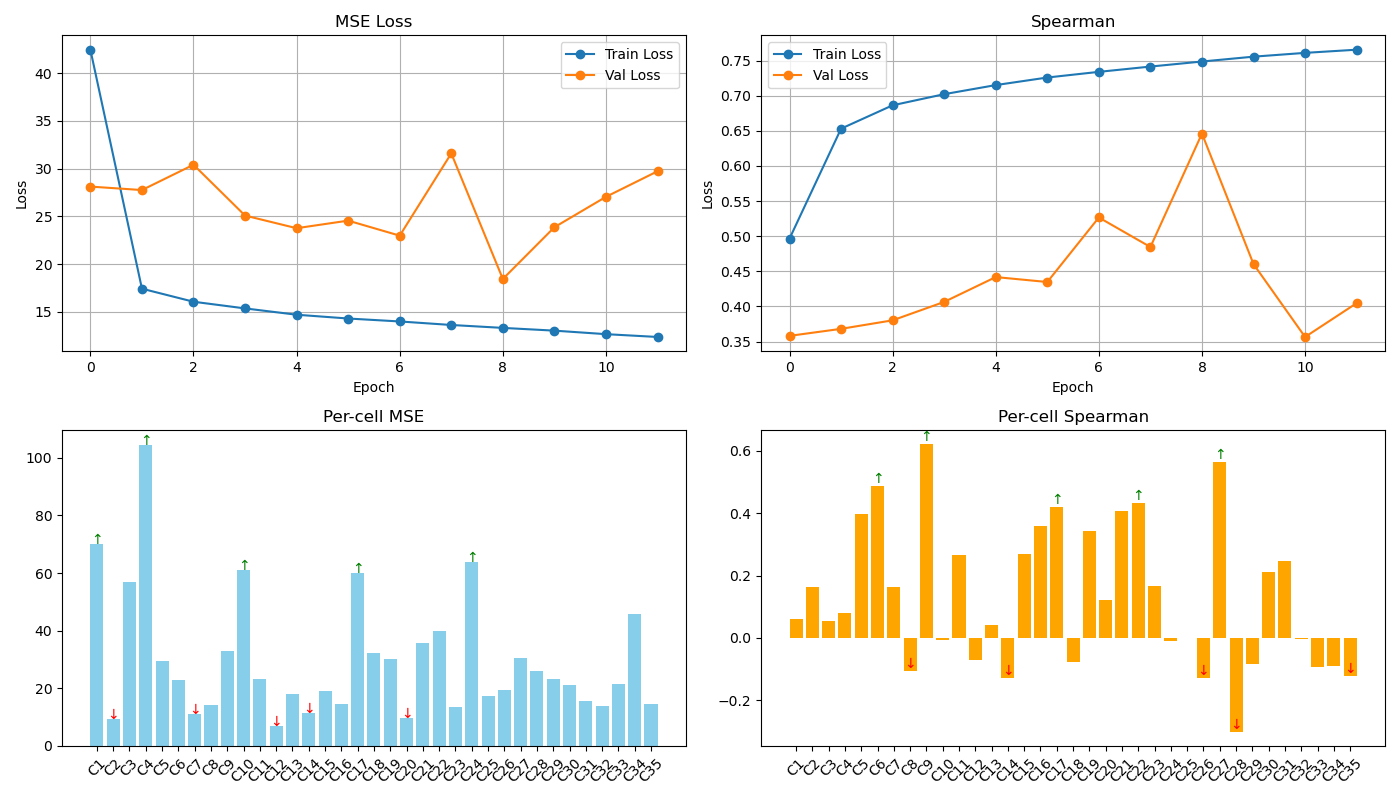 MSE Loss
40
35
30
25
20
15
Loss
Train Loss
Val Loss
0 2 4 6 8 10
Epoch
Spearman
0.75
0.70
0.65
0.60
0.55
0.50
0.45
0.40
0.35
Loss
Train Loss
Val Loss
0 2 4 6 8 10
Epoch
Per-cell MSE
100
80
60
40
20
0
↑ ↓ ↑ ↓ ↑ ↓ ↓ ↑ ↓ ↑
C1 C2 C3 C4 C5 C6 C7 C8 C9 C10 C11 C12 C13 C14 C15 C16 C17 C18 C19 C20 C21 C22 C23 C24 C25 C26 C27 C28 C29 C30 C31 C32 C33 C34 C35
Per-cell Spearman
0.6
0.4
0.2
0.0
−0.2
↑ ↓ ↑ ↓ ↑ ↑ ↓ ↑ ↓ ↓
C1 C2 C3 C4 C5 C6 C7 C8 C9 C10 C11 C12 C13 C14 C15 C16 C17 C18 C19 C20 C21 C22 C23 C24 C25 C26 C27 C28 C29 C30 C31 C32 C33 C34 C35